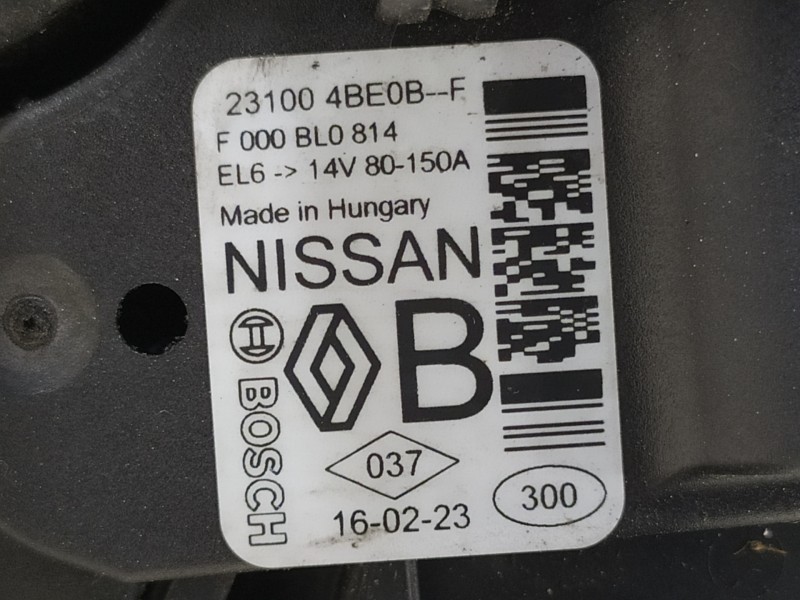 23100 4BE0B--F
F 000 BL0 814
EL6 -> 14V 80-150A
Made in Hungary
NISSAN
B
BOSCH
037
16-02-23
300